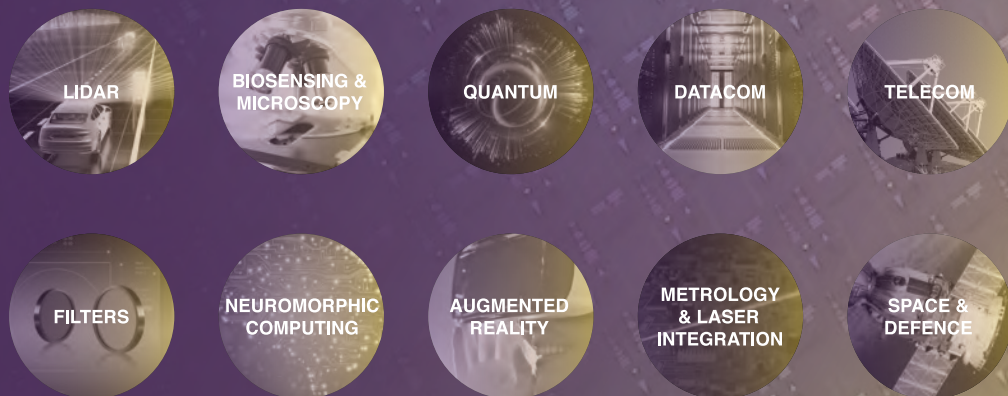 LIDAR
BIOSENSING &
MICROSCOPY
QUANTUM
DATACOM
TELECOM
FILTERS
NEUROMORPHIC
COMPUTING
AUGMENTED
REALITY
METROLOGY
& LASER
INTEGRATION
SPACE &
DEFENCE